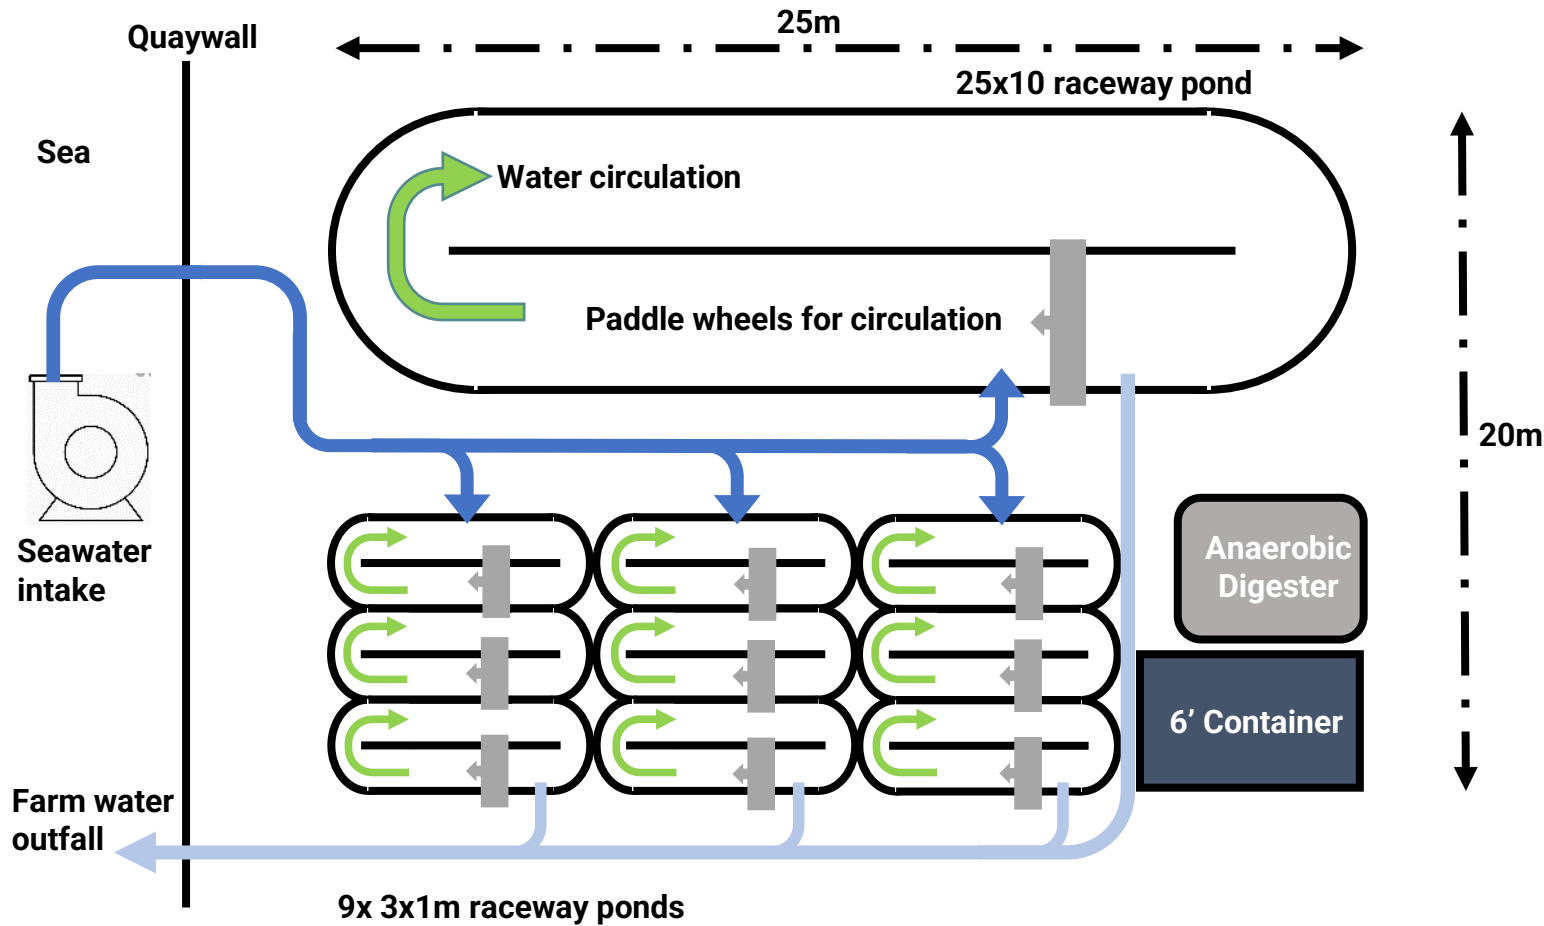 25m
Quaywall
25x10 raceway pond
Sea
Water circulation
Paddle wheels for circulation
20m
Seawater
intake
Anaerobic
Digester
6’ Container
Farm water
outfall
9x 3x1m raceway ponds